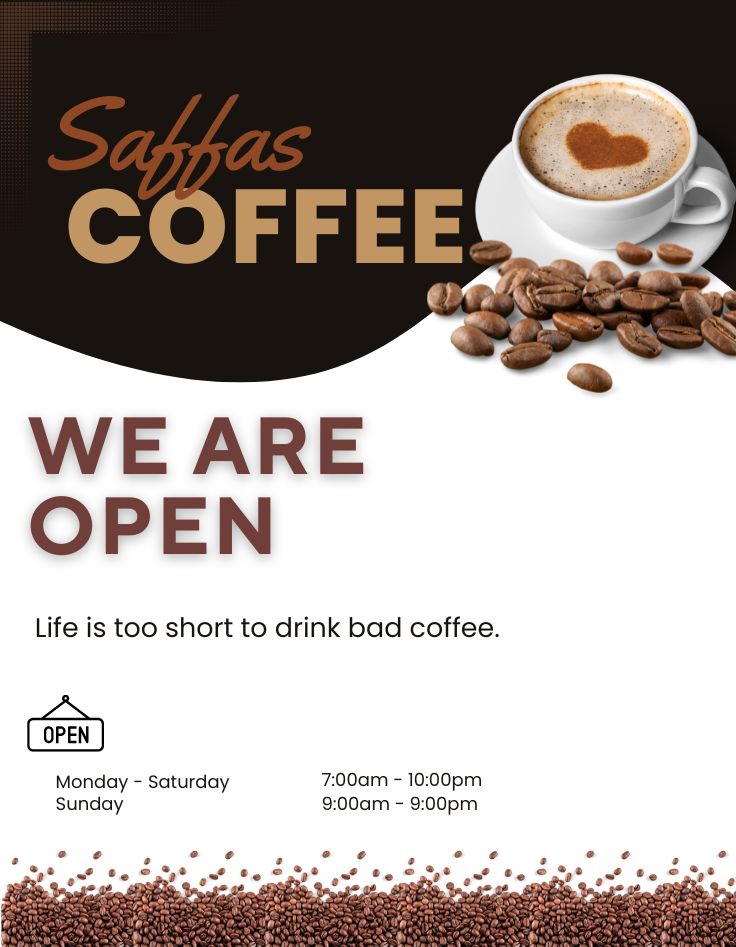 Saffas
COFFEE
WE ARE
OPEN
Life is too short to drink bad coffee.
OPEN
Monday - Saturday 7:00am - 10:00pm
Sunday 9:00am - 9:00pm